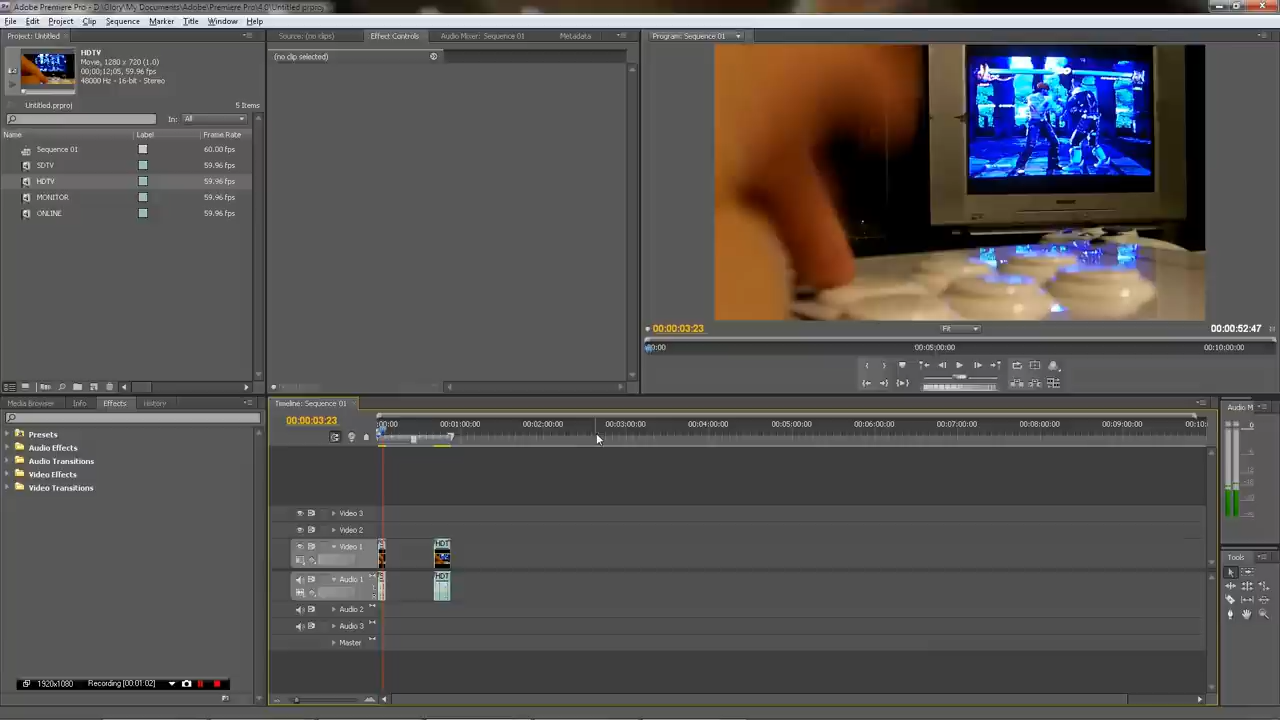 Adobe Premiere Pro - D:\Glory\My Documents\Adobe\Premiere Pro\4.0\Untitled.prproj
File Edit Project Clip Sequence Marker Title Window Help
Project: Untitled
HDTV
Movie, 1280 x 720 (1.0)
00;00;12;05, 59.96 fps
48000 Hz - 16-bit - Stereo
Untitled.prproj 5 Items
In: All
Name Label Frame Rate
Sequence 01 60.00 fps
SDTV 59.96 fps
HDTV 59.96 fps
MONITOR 59.96 fps
ONLINE 59.96 fps
Source: (no clips) Effect Controls Audio Mixer: Sequence 01 Metadata
(no clip selected)
Program: Sequence 01
00:00:03:23 Fit 00:00:52:47
00:00 00:05:00:00 00:10:00:00
Media Browser Info Effects History
Presets
Audio Effects
Audio Transitions
Video Effects
Video Transitions
1920x1080 Recording [00:01:02]
Timeline: Sequence 01
00:00:03:23
:00:00 00:01:00:00 00:02:00:00 00:03:00:00 00:04:00:00 00:05:00:00 00:06:00:00 00:07:00:00 00:08:00:00 00:09:00:00 00:10:
Video 3
Video 2
Video 1 HDT
Audio 1 HDT
Audio 2
Audio 3
Master
Audio M
Tools